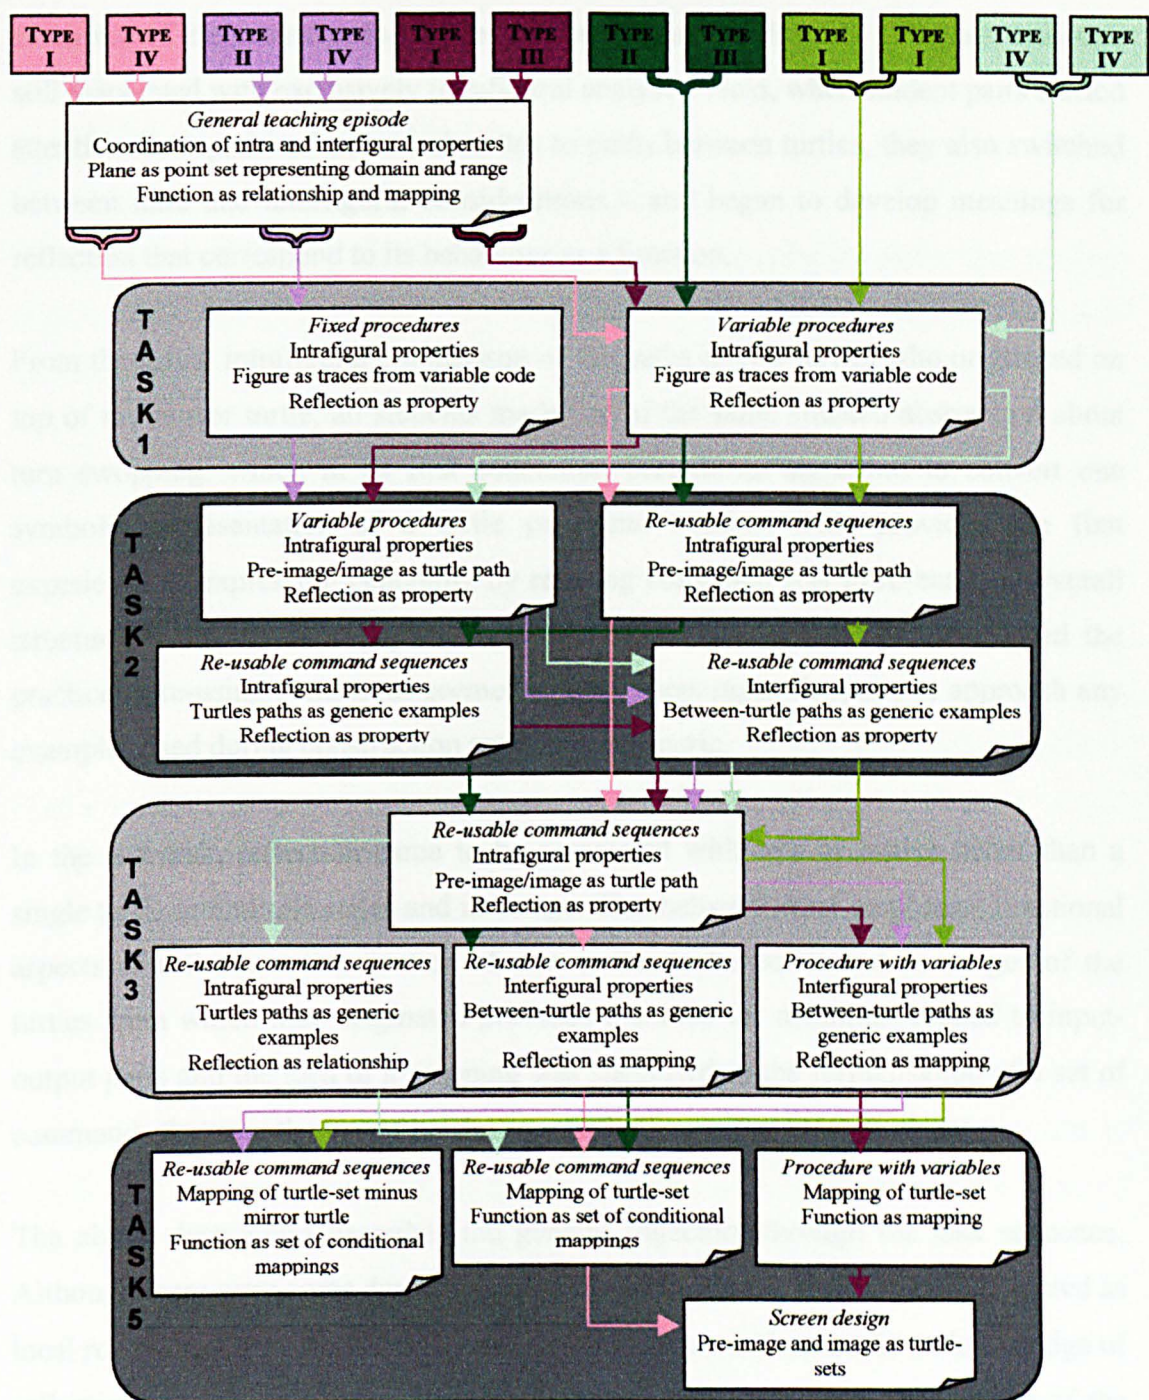 TYPE I
TYPE IV
TYPE II
TYPE IV
TYPE I
TYPE III
TYPE II
TYPE III
TYPE I
TYPE I
TYPE IV
TYPE IV
General teaching episode
Coordination of intra and interfigural properties
Plane as point set representing domain and range
Function as relationship and mapping
TASK1
Fixed procedures
Intrafigural properties
Figure as traces from variable code
Reflection as property
Variable procedures
Intrafigural properties
Figure as traces from variable code
Reflection as property
TASK2
Variable procedures
Intrafigural properties
Pre-image/image as turtle path
Reflection as property
Re-usable command sequences
Intrafigural properties
Pre-image/image as turtle path
Reflection as property
Re-usable command sequences
Intrafigural properties
Turtles paths as generic examples
Reflection as property
Re-usable command sequences
Interfigural properties
Between-turtle paths as generic examples
Reflection as property
TASK3
Re-usable command sequences
Intrafigural properties
Pre-image/image as turtle path
Reflection as property
Re-usable command sequences
Intrafigural properties
Turtles paths as generic
examples
Reflection as relationship
Re-usable command sequences
Interfigural properties
Between-turtle paths as generic
examples
Reflection as mapping
Procedure with variables
Interfigural properties
Between-turtle paths as
generic examples
Reflection as mapping
TASK5
Re-usable command sequences
Mapping of turtle-set minus
mirror turtle
Function as set of conditional
mappings
Re-usable command sequences
Mapping of turtle-set
Function as set of conditional
mappings
Procedure with variables
Mapping of turtle-set
Function as mapping
Screen design
Pre-image and image as turtle-
sets